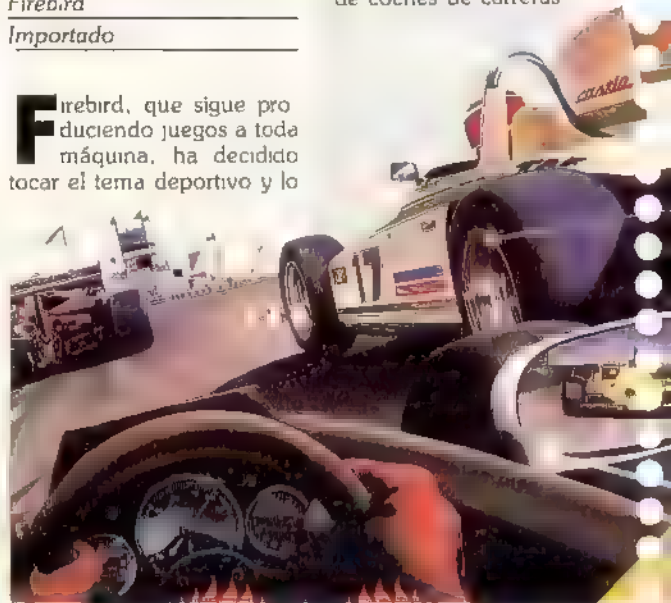 Firebird
Importado
Firebird, que sigue pro
duciendo juegos a toda
máquina, ha decidido
tocar el tema deportivo y lo
de coches de carreras
17